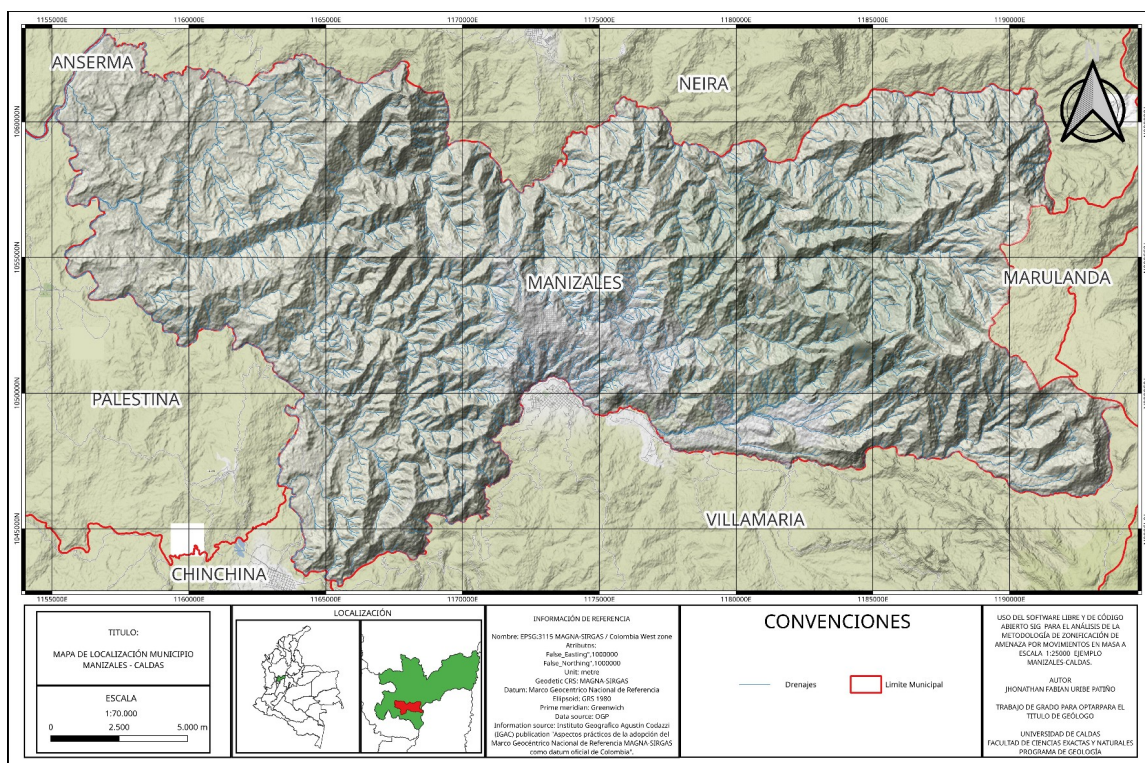 1155000E 1160000E 1165000E 1170000E 1175000E 1180000E 1185000E 1190000E
ANSERMA
NEIRA
1060000N
1055000N
MANIZALES
MARULANDA
1050000N
PALESTINA
VILLAMARIA
1045000N
CHINCHINA
1155000E 1160000E 1165000E 1170000E 1175000E 1180000E 1185000E 1190000E
TITULO:
MAPA DE LOCALIZACIÓN MUNICIPIO
MANIZALES - CALDAS
ESCALA
1:70.000
0 2.500 5.000 m
LOCALIZACIÓN
INFORMACIÓN DE REFERENCIA
Nombre: EPSG:3115 MAGNA-SIRGAS / Colombia West zone
Atributos:
False_Easting",1000000
False_Northing",1000000
Unit: metre
Geodetic CRS: MAGNA-SIRGAS
Datum: Marco Geocentrico Nacional de Referencia
Ellipsoid: GRS 1980
Prime meridian: Greenwich
Data source: OGP
Information source: Instituto Geografico Agustin Codazzi
(IGAC) publication "Aspectos prácticos de la adopción del
Marco Geocéntrico Nacional de Referencia MAGNA-SIRGAS
como datum oficial de Colombia".
CONVENCIONES
Drenajes
Limite Municipal
USO DEL SOFTWARE LIBRE Y DE CÓDIGO
ABIERTO SIG PARA EL ANÁLISIS DE LA
METODOLOGÍA DE ZONIFICACIÓN DE
AMENAZA POR MOVIMIENTOS EN MASA A
ESCALA 1:25000 EJEMPLO
MANIZALES-CALDAS.
AUTOR
JHONATHAN FABIAN URIBE PATIÑO
TRABAJO DE GRADO PARA OPTARPARA EL
TITULO DE GEÓLOGO
UNIVERSIDAD DE CALDAS
FACULTAD DE CIENCIAS EXACTAS Y NATURALES
PROGRAMA DE GEOLOGÍA